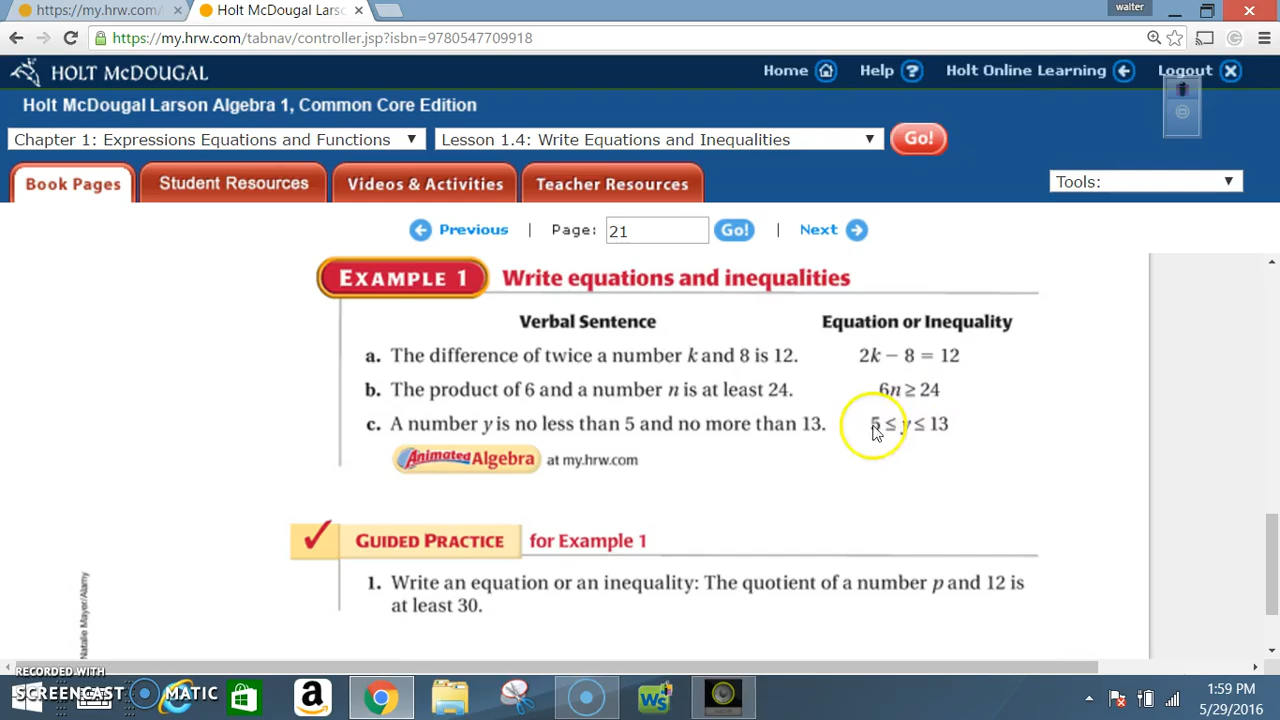 https://my.hrw.com/tabnav
Holt McDougal Lars
walter
https://my.hrw.com/tabnav/controller.jsp?isbn=9780547709918
HOLT MCDOUGAL
Home
Help
Holt Online Learning
Logout
Holt McDougal Larson Algebra 1, Common Core Edition
Chapter 1: Expressions Equations and Functions
Lesson 1.4: Write Equations and Inequalities
Go!
Book Pages
Student Resources
Videos & Activities
Teacher Resources
Tools:
Previous | Page: 21 Go! | Next
EXAMPLE 1 Write equations and inequalities
Verbal Sentence Equation or Inequality
a. The difference of twice a number k and 8 is 12. 2k − 8 = 12
b. The product of 6 and a number n is at least 24. 6n ≥ 24
c. A number y is no less than 5 and no more than 13. 5 ≤ y ≤ 13
Animated Algebra at my.hrw.com
GUIDED PRACTICE for Example 1
1. Write an equation or an inequality: The quotient of a number p and 12 is
at least 30.
Natalie Mayer/Alamy
RECORDED WITH
SCREENCAST MATIC
1:59 PM
5/29/2016